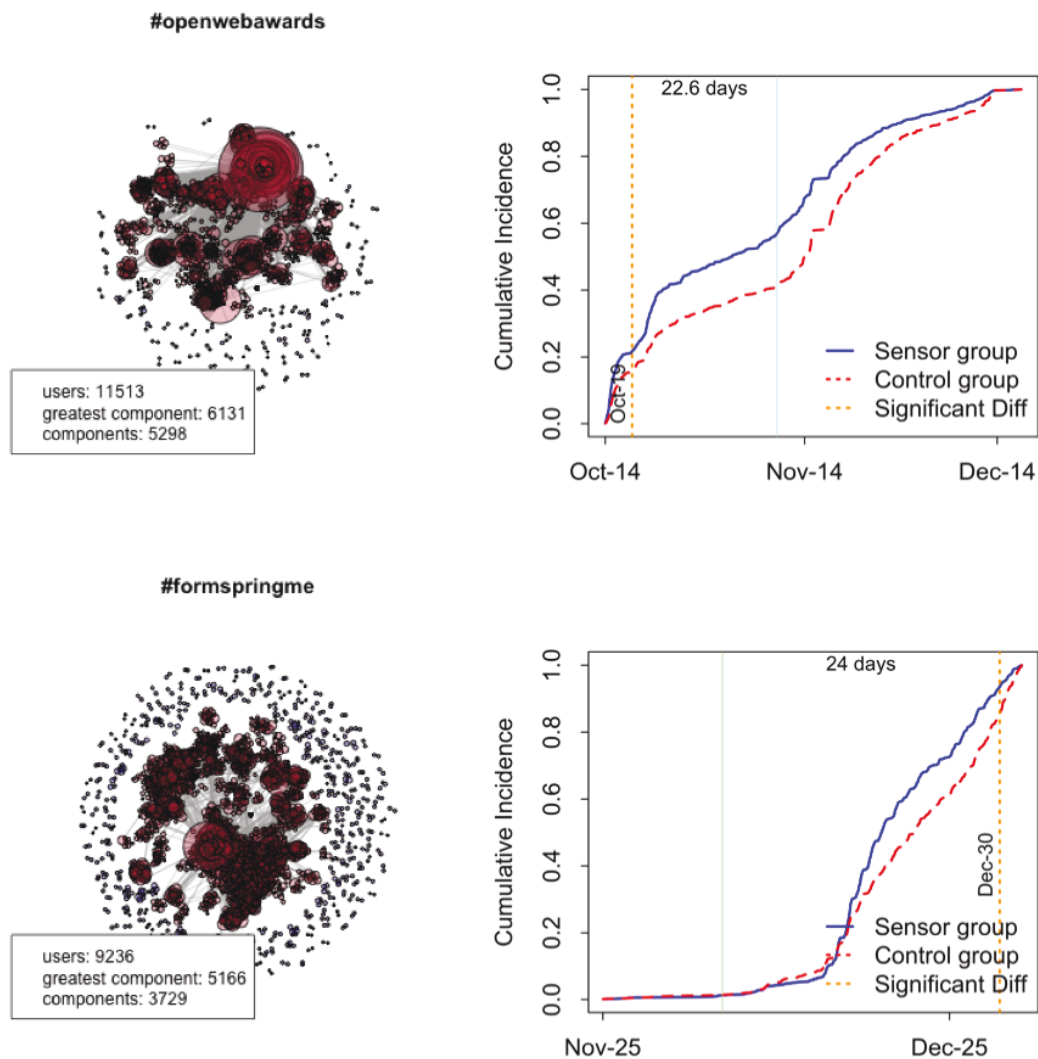 #openwebawards
users: 11513
greatest component: 6131
components: 5298
Cumulative Incidence
0.0
0.2
0.4
0.6
0.8
1.0
22.6 days
Oct-19
Sensor group
Control group
Significant Diff
Oct-14
Nov-14
Dec-14
#formspringme
users: 9236
greatest component: 5166
components: 3729
Cumulative Incidence
0.0
0.2
0.4
0.6
0.8
1.0
24 days
Dec-30
Sensor group
Control group
Significant Diff
Nov-25
Dec-25